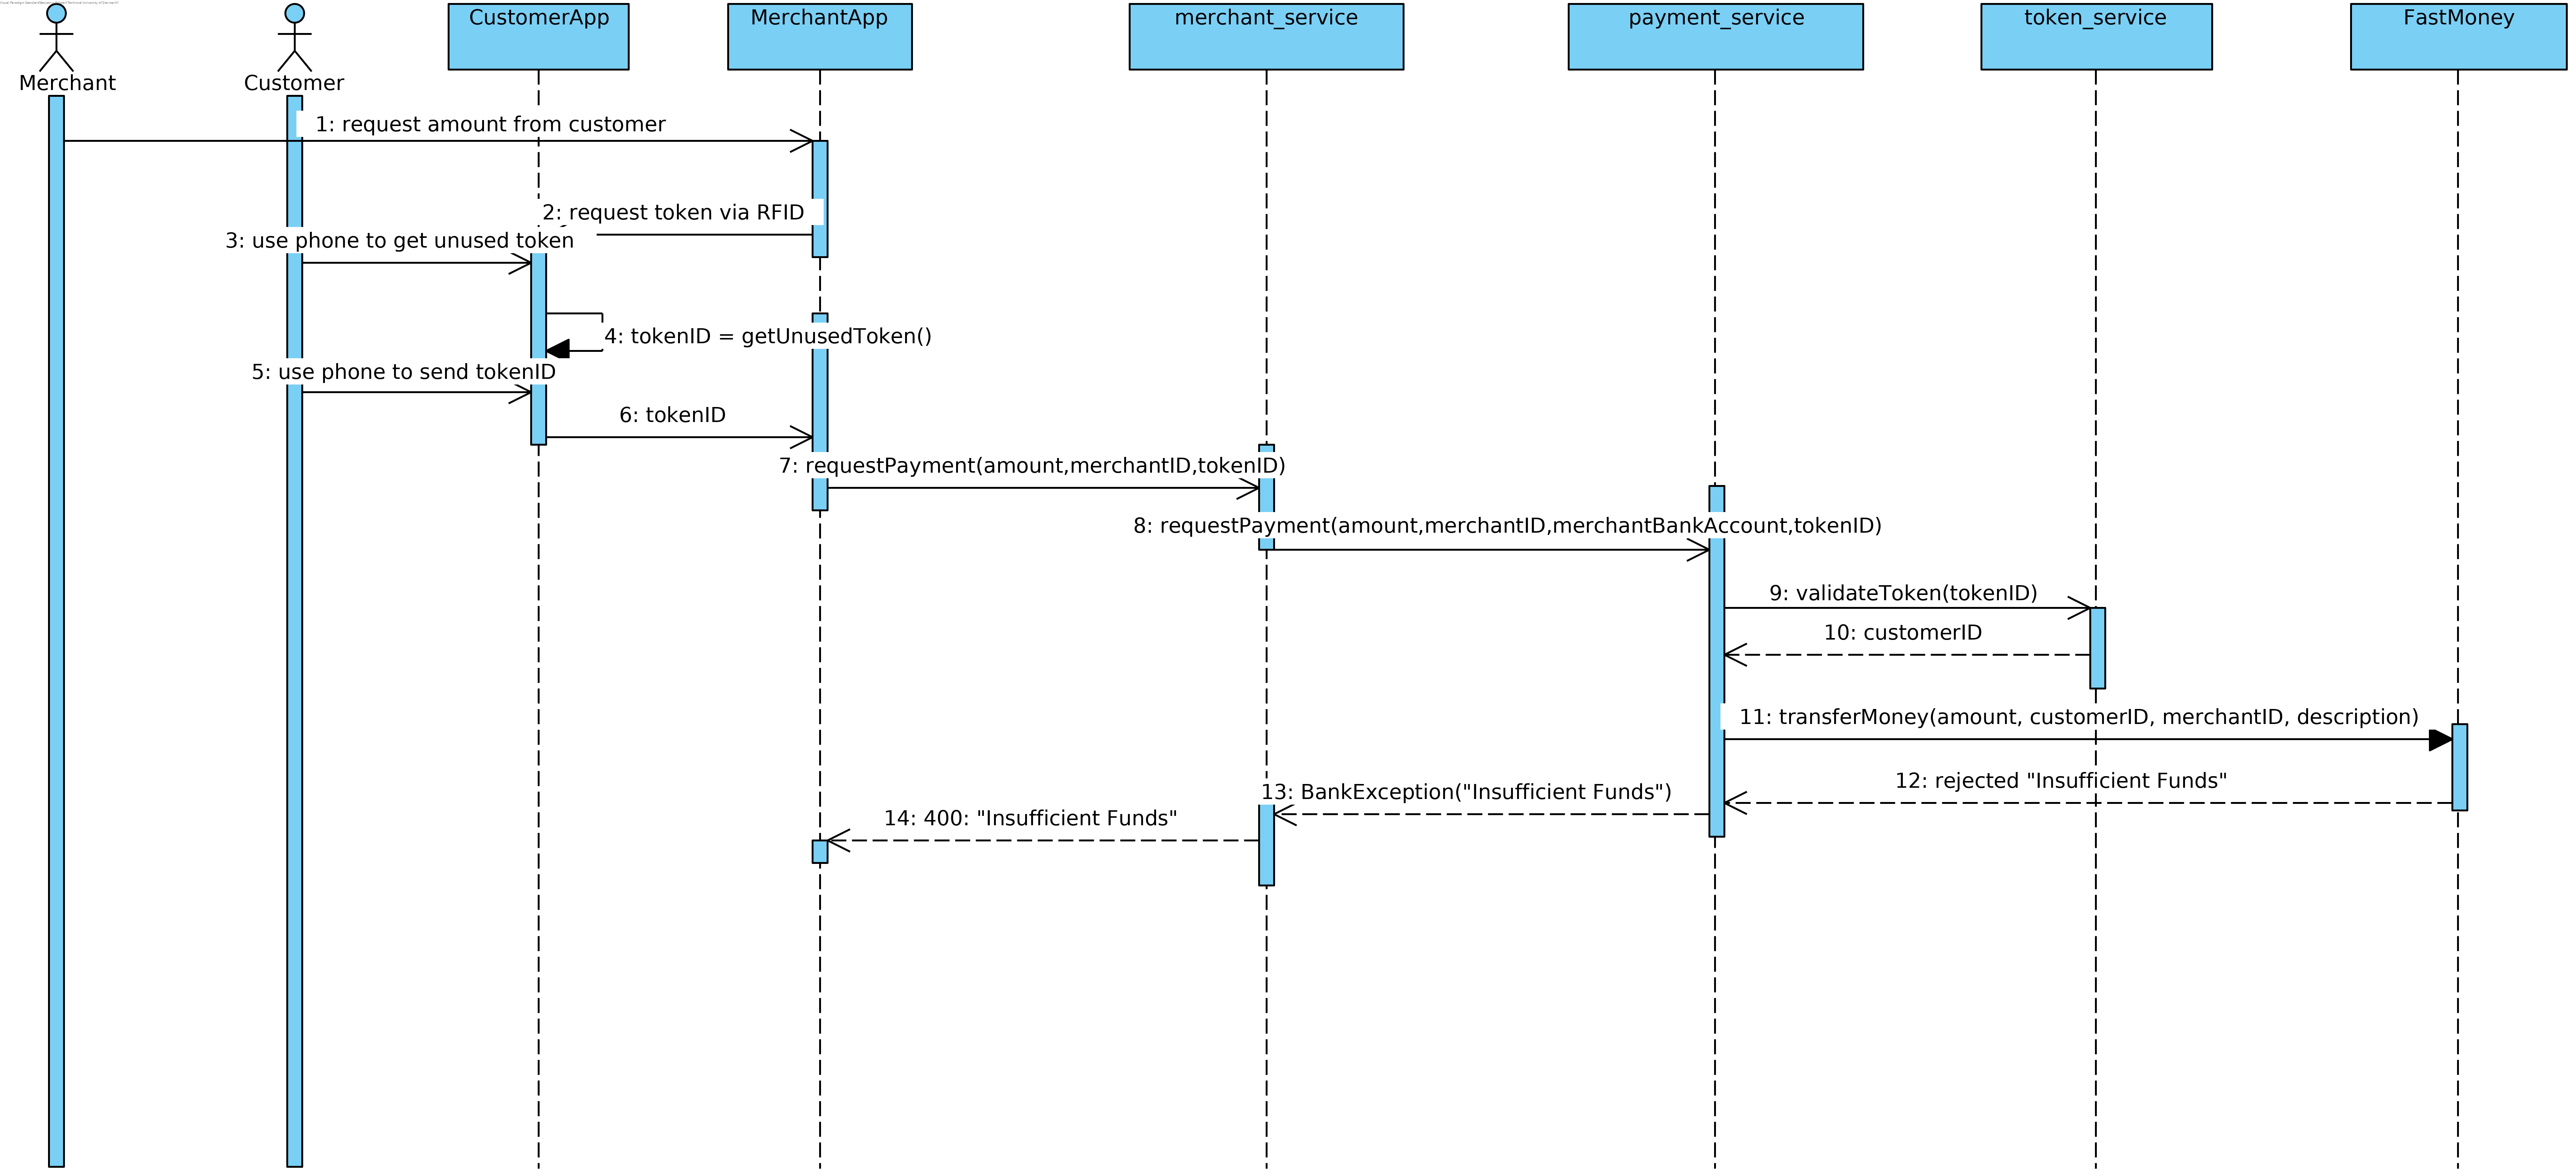 Merchant
Customer
CustomerApp
MerchantApp
merchant_service
payment_service
token_service
FastMoney
1: request amount from customer
2: request token via RFID
3: use phone to get unused token
4: tokenID = getUnusedToken()
5: use phone to send tokenID
6: tokenID
7: requestPayment(amount,merchantID,tokenID)
8: requestPayment(amount,merchantID,merchantBankAccount,tokenID)
9: validateToken(tokenID)
10: customerID
11: transferMoney(amount, customerID, merchantID, description)
12: rejected "Insufficient Funds"
13: BankException("Insufficient Funds")
14: 400: "Insufficient Funds"